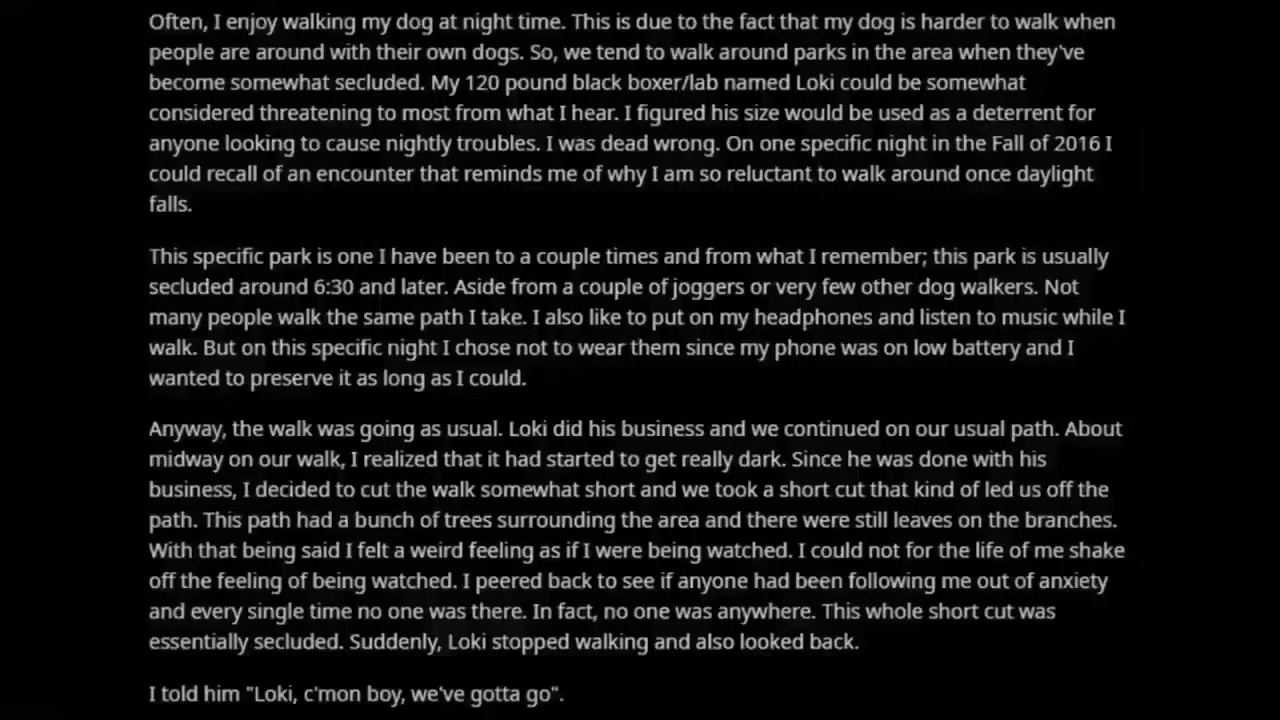 Often, I enjoy walking my dog at night time. This is due to the fact that my dog is harder to walk when
people are around with their own dogs. So, we tend to walk around parks in the area when they've
become somewhat secluded. My 120 pound black boxer/lab named Loki could be somewhat
considered threatening to most from what I hear. I figured his size would be used as a deterrent for
anyone looking to cause nightly troubles. I was dead wrong. On one specific night in the Fall of 2016 I
could recall of an encounter that reminds me of why I am so reluctant to walk around once daylight
falls.
This specific park is one I have been to a couple times and from what I remember; this park is usually
secluded around 6:30 and later. Aside from a couple of joggers or very few other dog walkers. Not
many people walk the same path I take. I also like to put on my headphones and listen to music while I
walk. But on this specific night I chose not to wear them since my phone was on low battery and I
wanted to preserve it as long as I could.
Anyway, the walk was going as usual. Loki did his business and we continued on our usual path. About
midway on our walk, I realized that it had started to get really dark. Since he was done with his
business, I decided to cut the walk somewhat short and we took a short cut that kind of led us off the
path. This path had a bunch of trees surrounding the area and there were still leaves on the branches.
With that being said I felt a weird feeling as if I were being watched. I could not for the life of me shake
off the feeling of being watched. I peered back to see if anyone had been following me out of anxiety
and every single time no one was there. In fact, no one was anywhere. This whole short cut was
essentially secluded. Suddenly, Loki stopped walking and also looked back.
I told him "Loki, c'mon boy, we've gotta go".